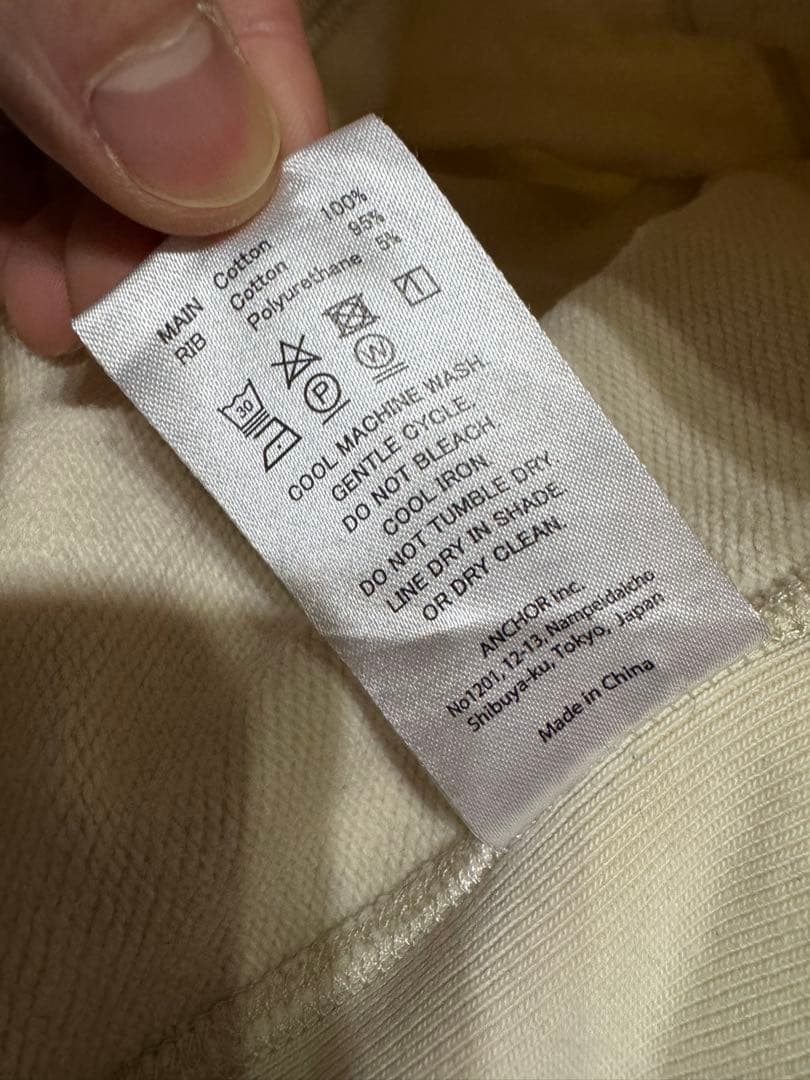 MAIN Cotton 100%
RIB Cotton 95%
Polyurethane 5%
30
P W
COOL MACHINE WASH.
GENTLE CYCLE.
DO NOT BLEACH.
COOL IRON.
DO NOT TUMBLE DRY.
LINE DRY IN SHADE.
OR DRY CLEAN.
ANCHOR Inc.
No1201, 12-13, Nampeidaicho
Shibuya-ku, Tokyo, Japan
Made in China